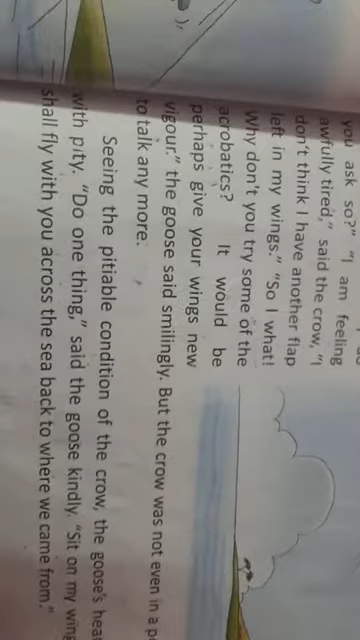 you ask so?" "I am feeling
awfully tired," said the crow, "I
don't think I have another flap
left in my wings." "So I what!
Why don't you try some of the
acrobatics? It would be
perhaps give your wings new
vigour." the goose said smilingly. But the crow was not even in a
to talk any more.
Seeing the pitiable condition of the crow, the goose's
with pity. "Do one thing," said the goose kindly. "Sit on my
shall fly with you across the sea back to where we came from."